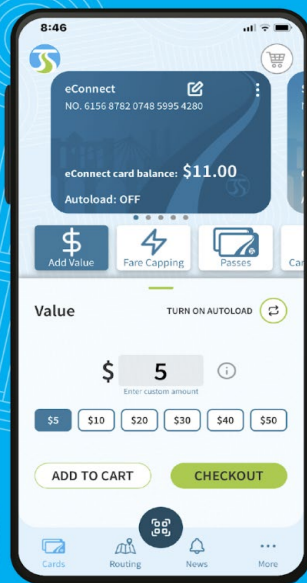 8:46
eConnect
NO. 6156 8782 0748 5995 4280
eConnect card balance: $11.00
Autoload: OFF
Add Value
Fare Capping
Passes
Value
TURN ON AUTOLOAD
$ 5
Enter custom amount
$5 $10 $20 $30 $40 $50
ADD TO CART
CHECKOUT
Cards
Routing
News
More